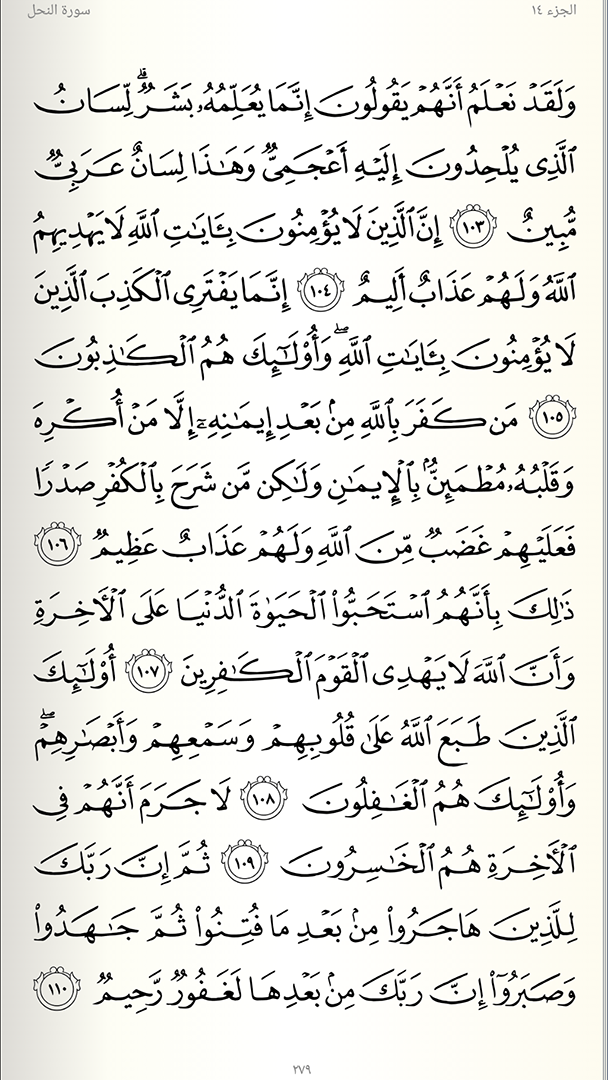 الجزء ١٤
سورة النحل
وَلَقَدۡ نَعۡلَمُ أَنَّهُمۡ يَقُولُونَ إِنَّمَا يُعَلِّمُهُۥ بَشَرٞۗ لِّسَانُ
ٱلَّذِي يُلۡحِدُونَ إِلَيۡهِ أَعۡجَمِيّٞ وَهَٰذَا لِسَانٌ عَرَبِيّٞ
مُّبِينٌ ١٠٣ إِنَّ ٱلَّذِينَ لَا يُؤۡمِنُونَ بِـَٔايَٰتِ ٱللَّهِ لَا يَهۡدِيهِمُ
ٱللَّهُ وَلَهُمۡ عَذَابٌ أَلِيمٌ ١٠٤ إِنَّمَا يَفۡتَرِي ٱلۡكَذِبَ ٱلَّذِينَ
لَا يُؤۡمِنُونَ بِـَٔايَٰتِ ٱللَّهِۖ وَأُوْلَٰٓئِكَ هُمُ ٱلۡكَٰذِبُونَ
١٠٥ مَن كَفَرَ بِٱللَّهِ مِنۢ بَعۡدِ إِيمَٰنِهِۦٓ إِلَّا مَنۡ أُكۡرِهَ
وَقَلۡبُهُۥ مُطۡمَئِنُّۢ بِٱلۡإِيمَٰنِ وَلَٰكِن مَّن شَرَحَ بِٱلۡكُفۡرِ صَدۡرٗا
فَعَلَيۡهِمۡ غَضَبٞ مِّنَ ٱللَّهِ وَلَهُمۡ عَذَابٌ عَظِيمٞ ١٠٦
ذَٰلِكَ بِأَنَّهُمُ ٱسۡتَحَبُّواْ ٱلۡحَيَوٰةَ ٱلدُّنۡيَا عَلَى ٱلۡأٓخِرَةِ
وَأَنَّ ٱللَّهَ لَا يَهۡدِي ٱلۡقَوۡمَ ٱلۡكَٰفِرِينَ ١٠٧ أُوْلَٰٓئِكَ
ٱلَّذِينَ طَبَعَ ٱللَّهُ عَلَىٰ قُلُوبِهِمۡ وَسَمۡعِهِمۡ وَأَبۡصَٰرِهِمۡۖ
وَأُوْلَٰٓئِكَ هُمُ ٱلۡغَٰفِلُونَ ١٠٨ لَا جَرَمَ أَنَّهُمۡ فِي
ٱلۡأٓخِرَةِ هُمُ ٱلۡخَٰسِرُونَ ١٠٩ ثُمَّ إِنَّ رَبَّكَ
لِلَّذِينَ هَاجَرُواْ مِنۢ بَعۡدِ مَا فُتِنُواْ ثُمَّ جَٰهَدُواْ
وَصَبَرُوٓاْ إِنَّ رَبَّكَ مِنۢ بَعۡدِهَا لَغَفُورٞ رَّحِيمٞ ١١٠
٢٧٩